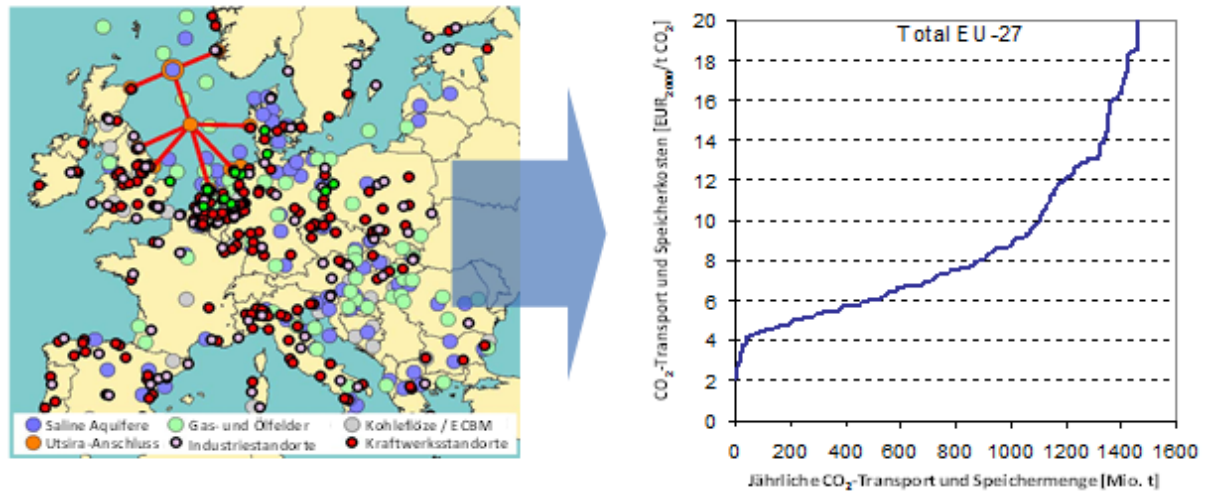 Saline Aquifere
Gas- und Ölfelder
Kohleflöze / ECBM
Utsira-Anschluss
Industriestandorte
Kraftwerksstandorte
Total EU-27
CO₂-Transport und Speicherkosten [EUR₂₀₀₀/t CO₂]
20
18
16
14
12
10
8
6
4
2
0
0 200 400 600 800 1000 1200 1400 1600
Jährliche CO₂-Transport und Speichermenge [Mio. t]